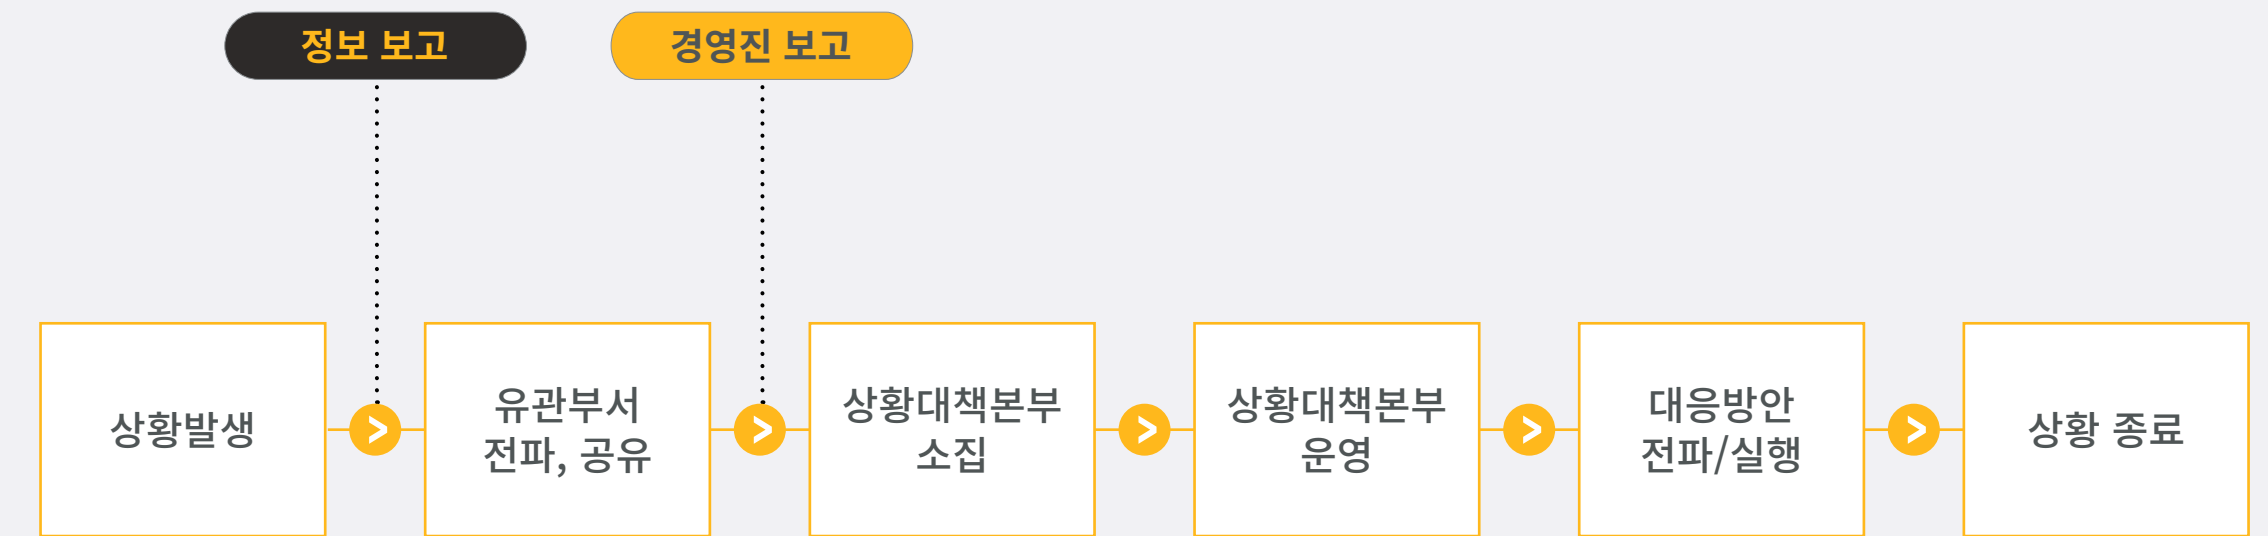 정보 보고
경영진 보고
상황발생
유관부서
전파, 공유
상황대책본부
소집
상황대책본부
운영
대응방안
전파/실행
상황 종료